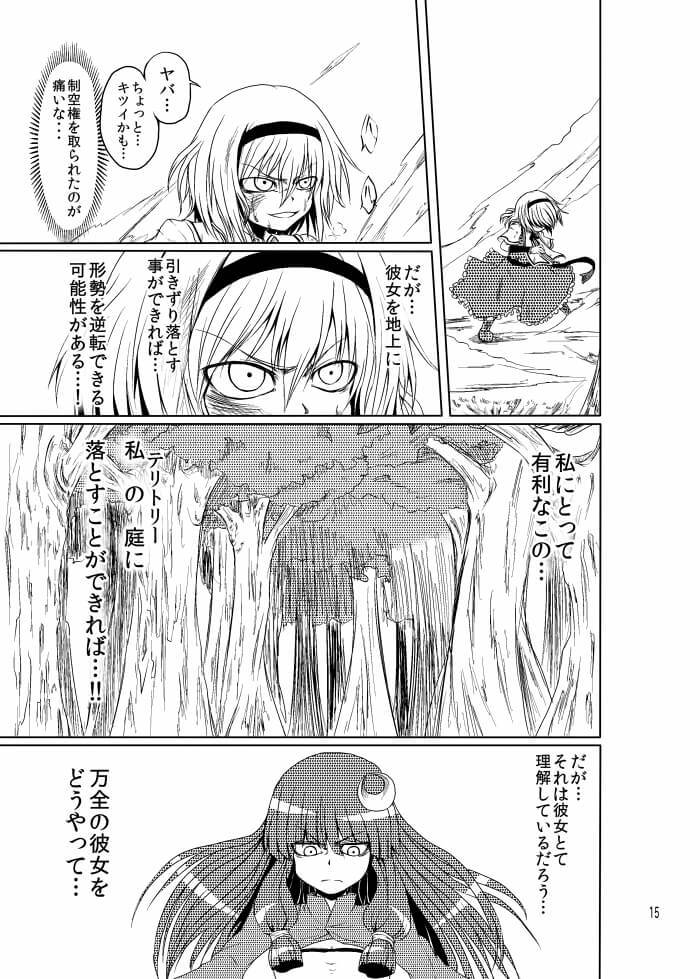 ヤバ…
ちょっと…
キツイかも…
制空権を取られたのが
痛いな…
だが…
彼女を地上に
引きずり落とす
事ができれば…
形勢を逆転できる
可能性がある…！
私にとって
有利なこの…
テリトリー
私の庭に
落とすことができれば…!!
だが…
それは彼女とて
理解しているだろう…
万全の彼女を
どうやって…
15